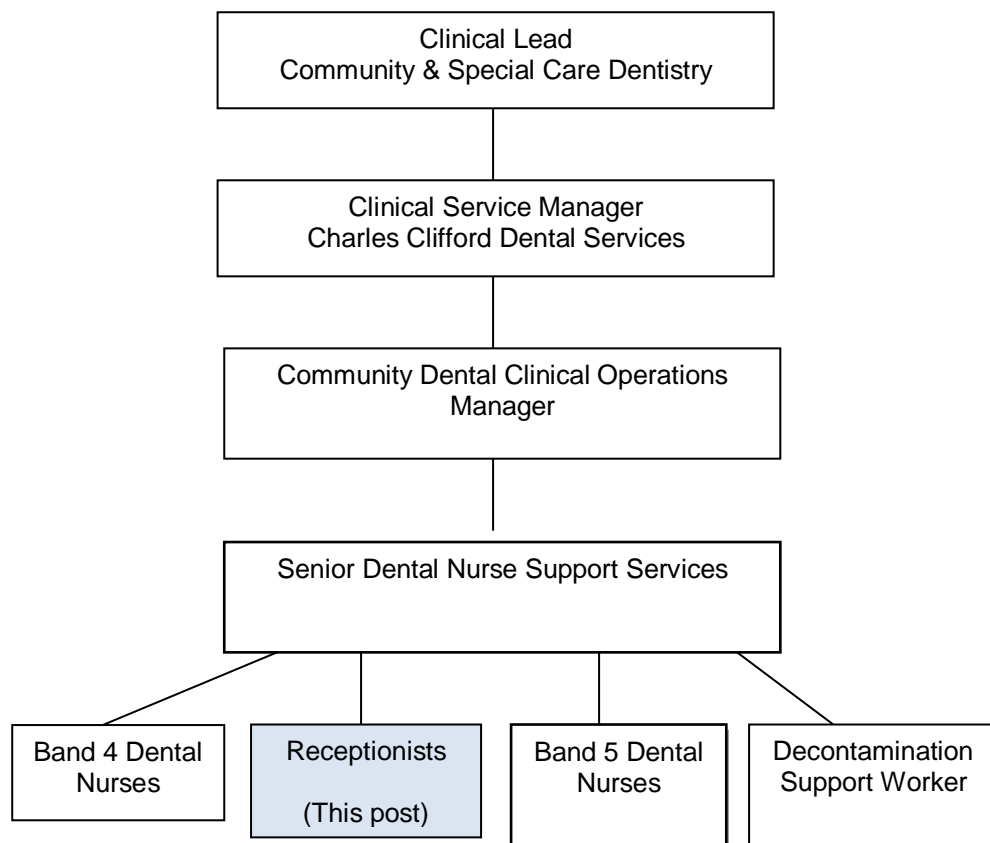 Clinical Lead
Community & Special Care Dentistry
Clinical Service Manager
Charles Clifford Dental Services
Community Dental Clinical Operations
Manager
Senior Dental Nurse Support Services
Band 4 Dental
Nurses
Receptionists
(This post)
Band 5 Dental
Nurses
Decontamination
Support Worker